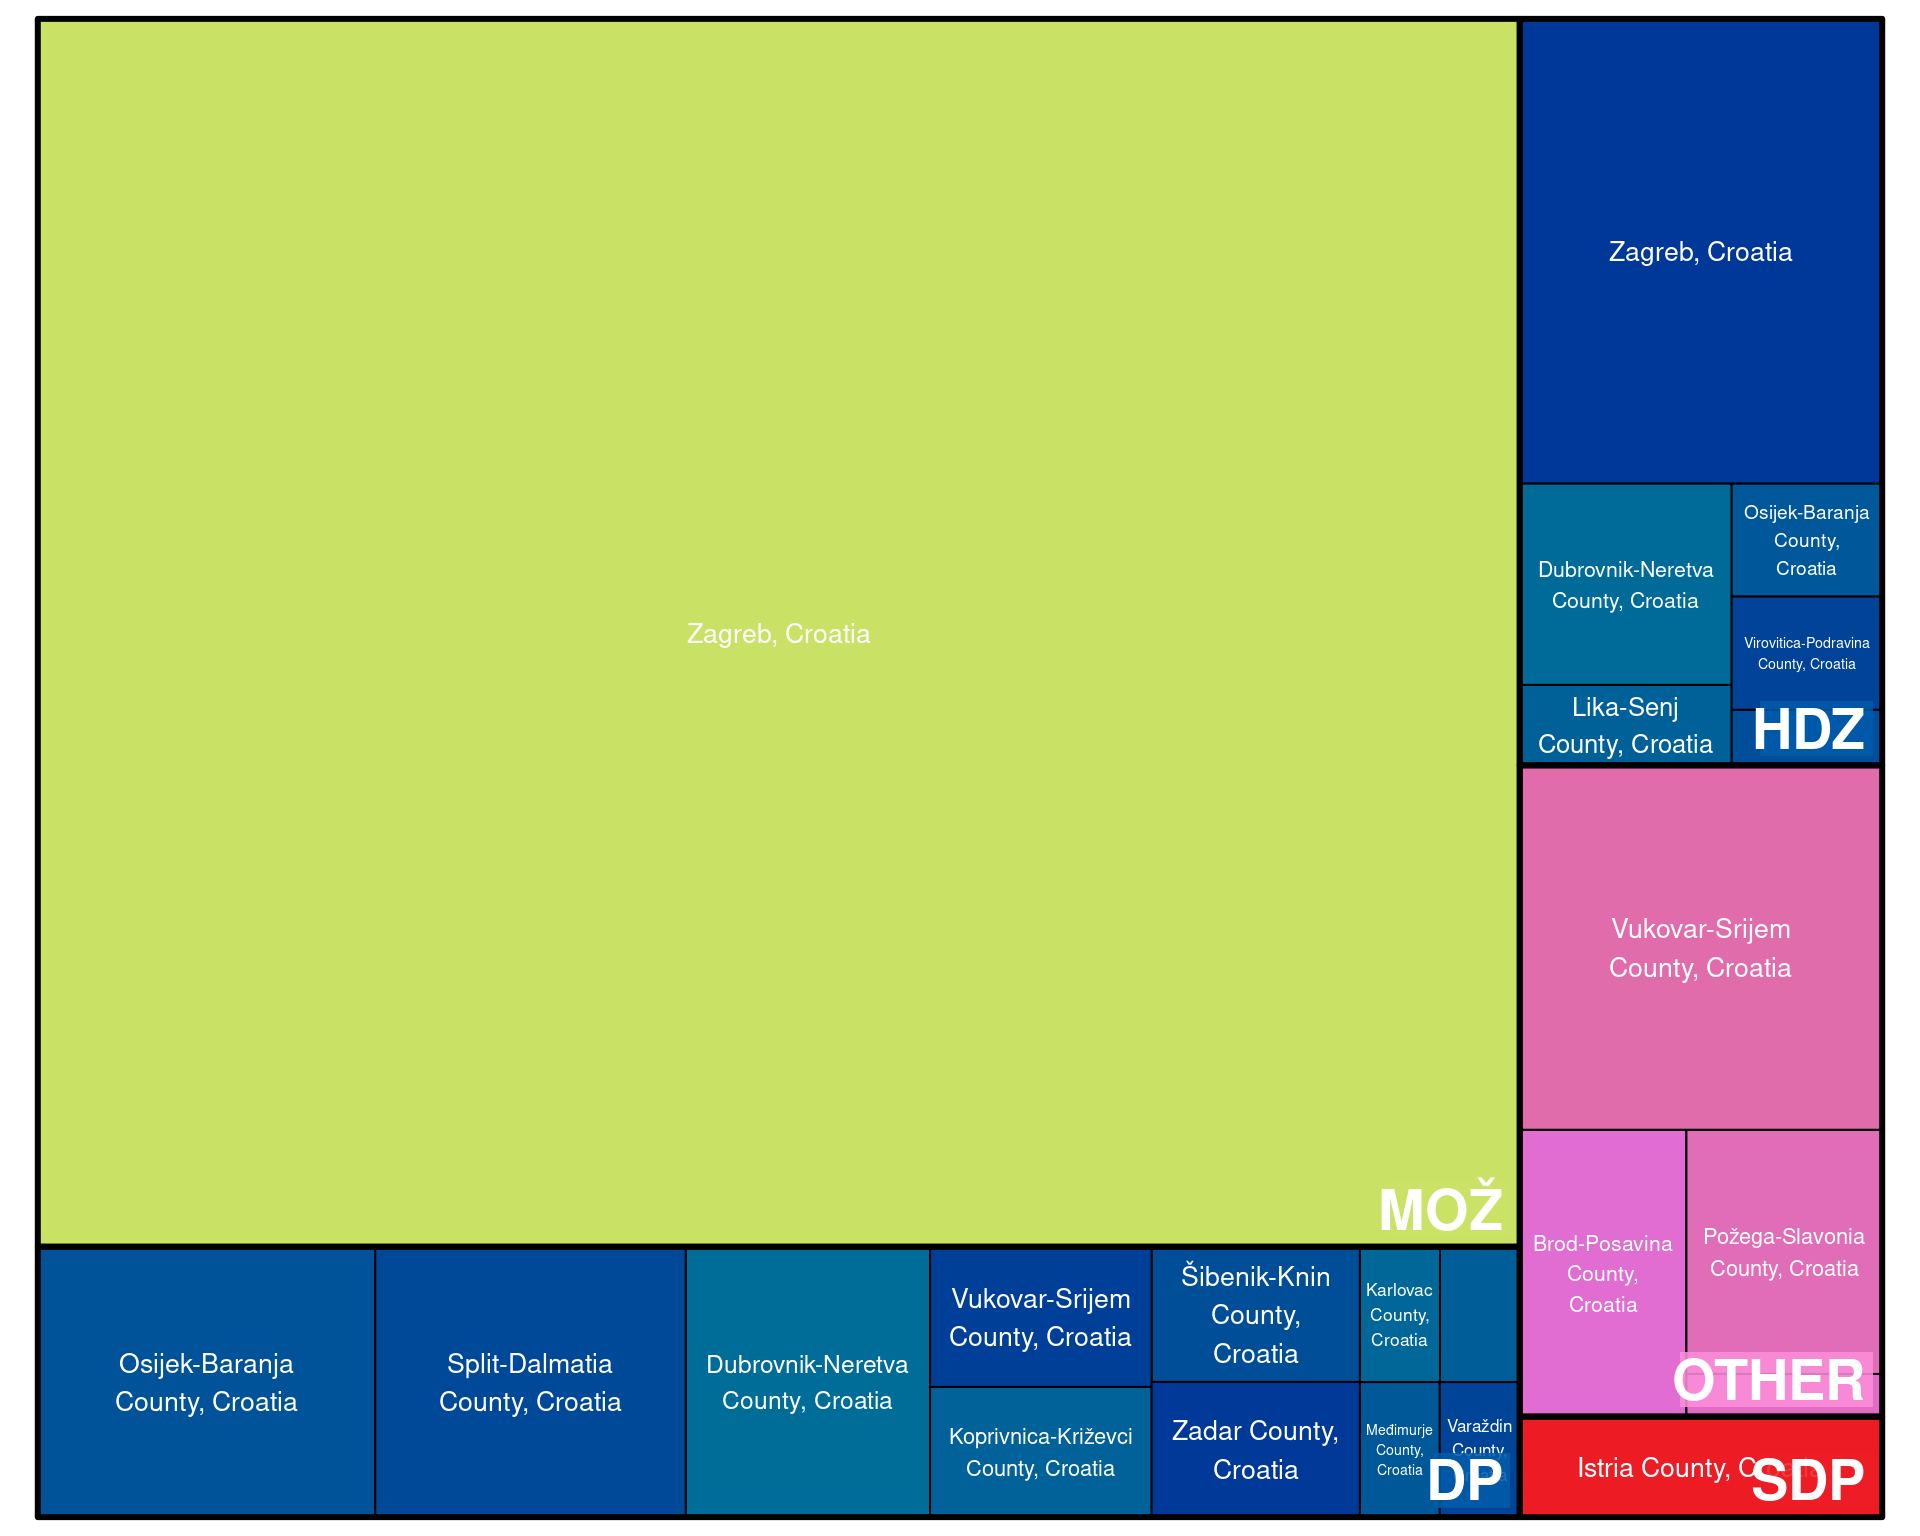 Zagreb, Croatia
MOŽ
Zagreb, Croatia
Dubrovnik-Neretva
County, Croatia
Osijek-Baranja
County,
Croatia
Virovitica-Podravina
County, Croatia
Lika-Senj
County, Croatia
HDZ
Vukovar-Srijem
County, Croatia
Brod-Posavina
County,
Croatia
Požega-Slavonia
County, Croatia
OTHER
Osijek-Baranja
County, Croatia
Split-Dalmatia
County, Croatia
Dubrovnik-Neretva
County, Croatia
Vukovar-Srijem
County, Croatia
Koprivnica-Križevci
County, Croatia
Šibenik-Knin
County,
Croatia
Zadar County,
Croatia
Karlovac
County,
Croatia
Međimurje
County,
Croatia
Varaždin
County,
DP
Istria County,
SDP